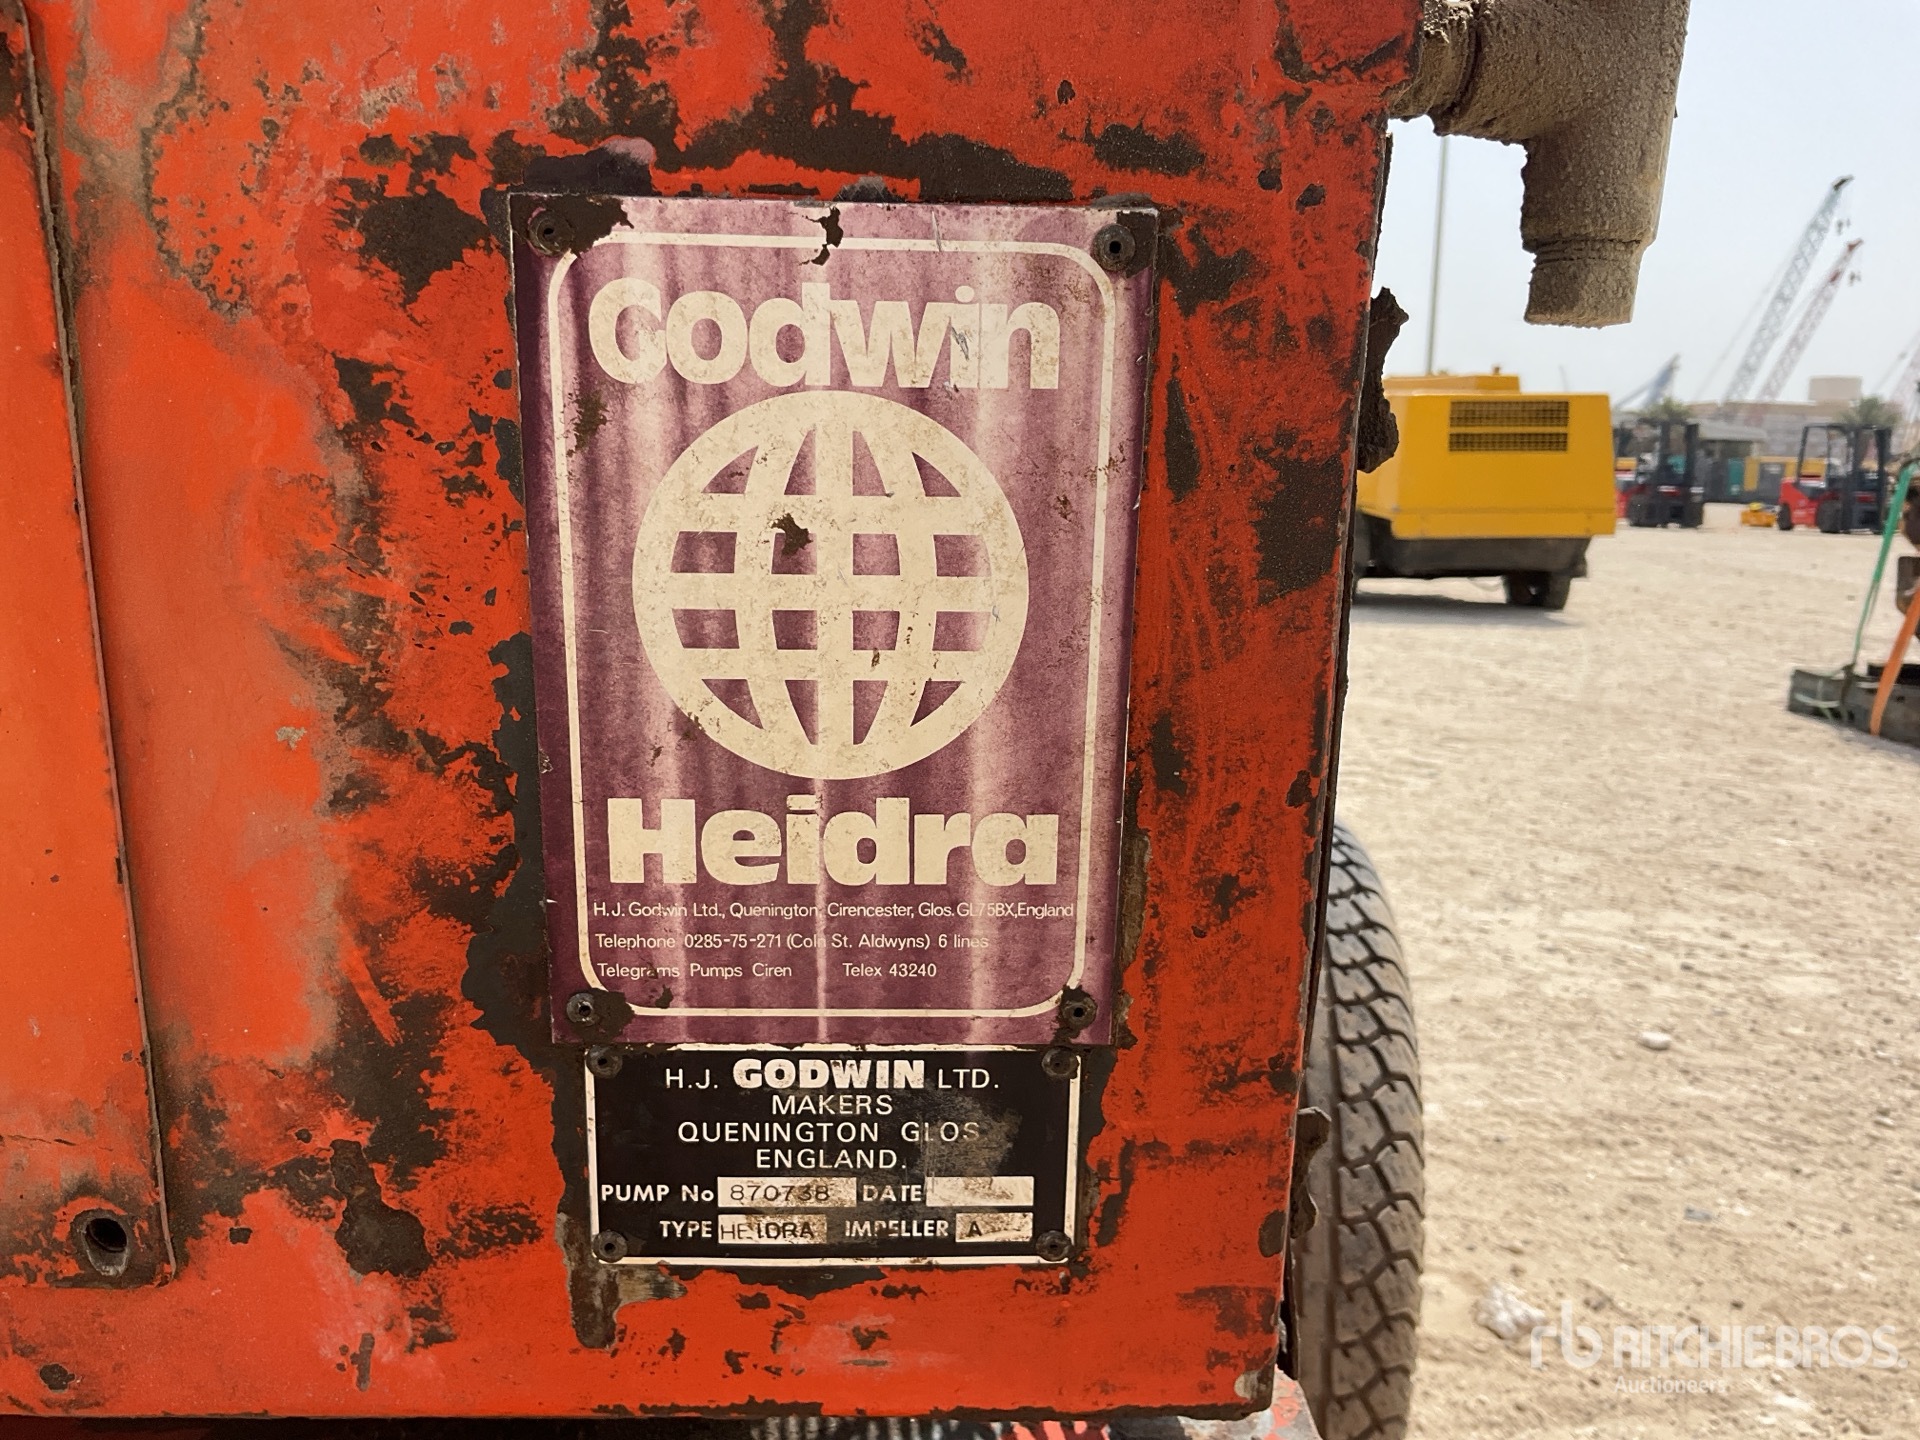 Godwin
Heidra
H.J. Godwin Ltd., Quenington, Cirencester, Glos. GL7 5BX, England
Telephone 0285-75-271 (Coln St. Aldwyns) 6 lines
Telegrams Pumps Ciren Telex 43240
H.J. GODWIN LTD.
MAKERS
QUENINGTON GLOS
ENGLAND.
PUMP No 870738 DATE
TYPE HEIDRA IMPELLER A
rb RITCHIE BROS.
Auctioneers